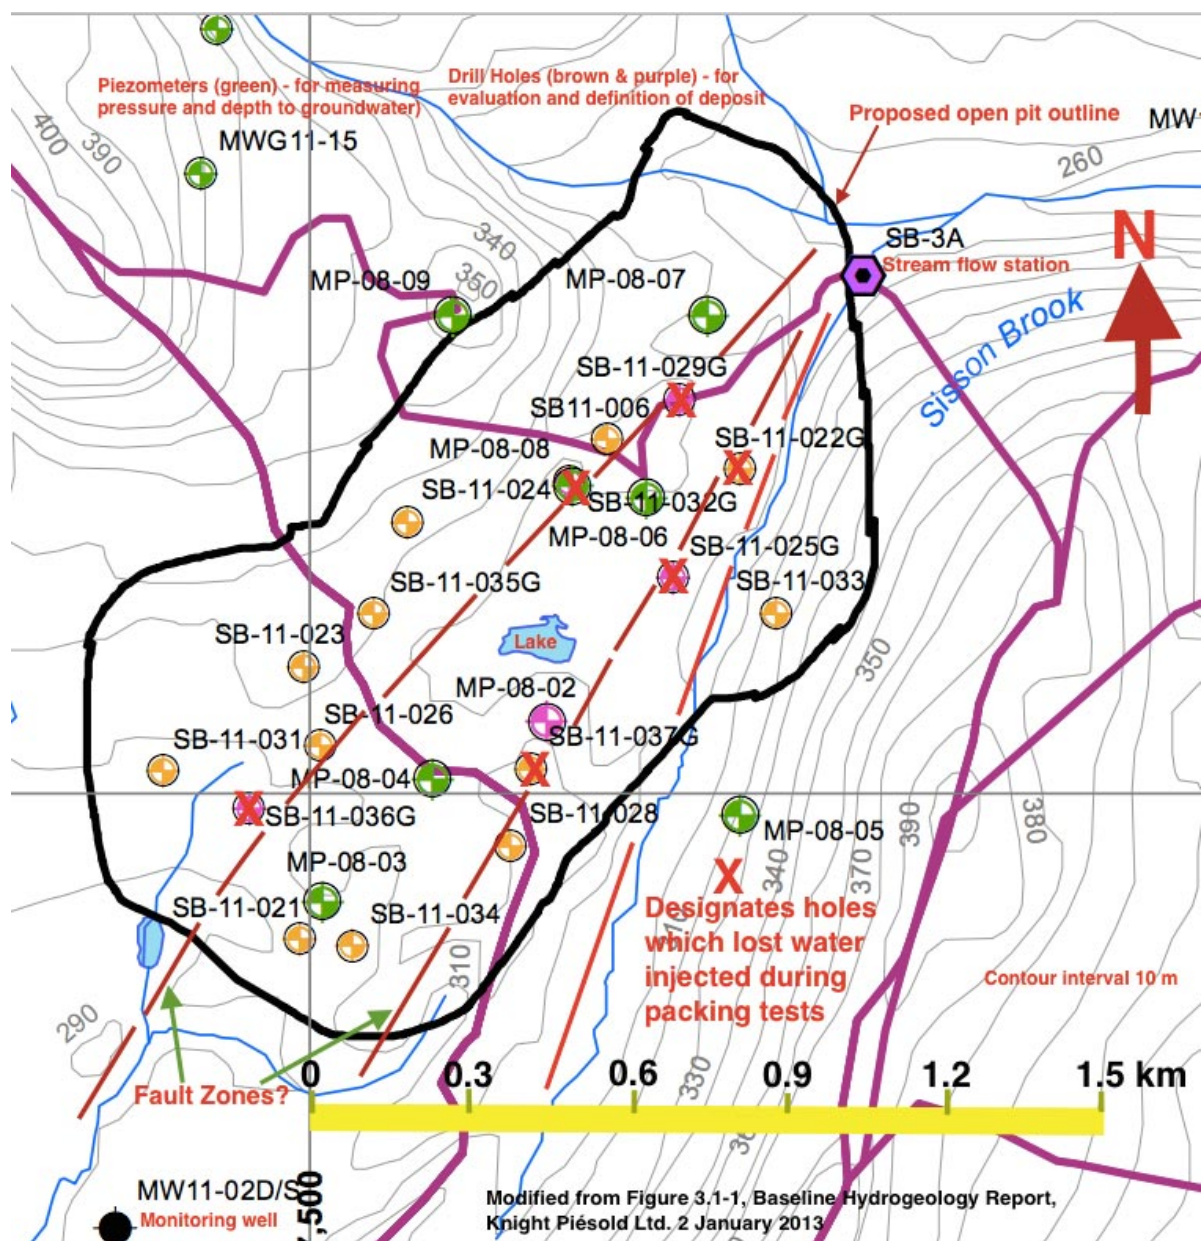 Piezometers (green) - for measuring
pressure and depth to groundwater)
Drill Holes (brown & purple) - for
evaluation and definition of deposit
Proposed open pit outline
MW
400
390
MWG11-15
260
340
350
MP-08-09
MP-08-07
SB-3A
Stream flow station
N
Sisson Brook
SB-11-029G
SB11-006
SB-11-022G
MP-08-08
SB-11-024
SB-11-032G
MP-08-06
SB-11-025G
SB-11-035G
SB-11-033
SB-11-023
Lake
350
MP-08-02
SB-11-026
SB-11-031
SB-11-037G
MP-08-04
SB-11-036G
SB-11-028
MP-08-05
390
380
MP-08-03
340
370
X
SB-11-021
SB-11-034
Designates holes
which lost water
injected during
packing tests
310
310
Contour interval 10 m
290
Fault Zones?
330
0
0.3
0.6
0.9
1.2
1.5 km
MW11-02D/S
Monitoring well
,500
Modified from Figure 3.1-1, Baseline Hydrogeology Report,
Knight Piésold Ltd. 2 January 2013